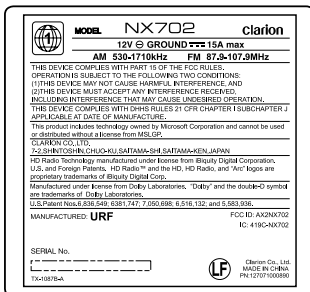 1
MODEL NX702 Clarion
12V ⊖ GROUND ⎓ 15A max
AM 530-1710kHz FM 87.9-107.9MHz
THIS DEVICE COMPLIES WITH PART 15 OF THE FCC RULES.
OPERATION IS SUBJECT TO THE FOLLOWING TWO CONDITIONS:
(1)THIS DEVICE MAY NOT CAUSE HARMFUL INTERFERENCE, AND
(2)THIS DEVICE MUST ACCEPT ANY INTERFERENCE RECEIVED,
INCLUDING INTERFERENCE THAT MAY CAUSE UNDESIRED OPERATION.
THIS DEVICE COMPLIES WITH DHHS RULES 21 CFR CHAPTER I SUBCHAPTER J
APPLICABLE AT DATE OF MANUFACTURE.
This product includes technology owned by Microsoft Corporation and cannot be used
or distributed without a license from MSLGP.
CLARION CO.,LTD.
7-2,SHINTOSHIN,CHUO-KU,SAITAMA-SHI,SAITAMA-KEN,JAPAN
HD Radio Technology manufactured under license from iBiquity Digital Corporation.
U.S. and Foreign Patents. HD Radio™ and the HD, HD Radio, and "Arc" logos are
proprietary trademarks of iBiquity Digital Corp.
Manufactured under license from Dolby Laboratories. "Dolby" and the double-D symbol
are trademarks of Dolby Laboratories.
U.S.Patent Nos.6,836,549; 6381,747; 7,050,698; 6,516,132; and 5,583,936.
MANUFACTURED: URF
FCC ID: AX2NX702
IC: 419C-NX702
SERIAL No.
LF
Clarion Co., Ltd.
MADE IN CHINA
PN:127071000890
TX-1087B-A